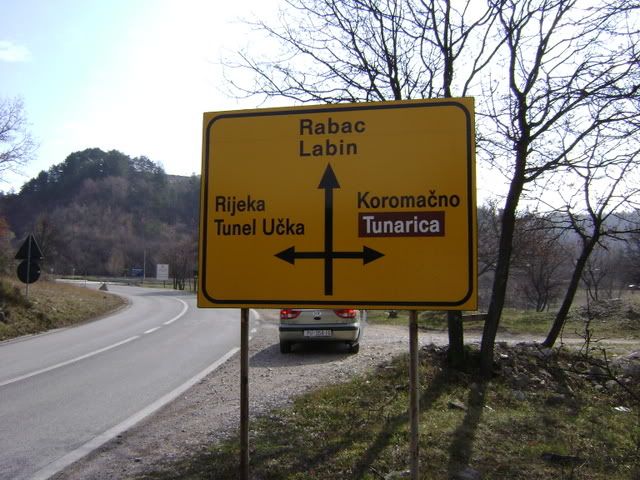 Rabac
Labin
Rijeka
Tunel Učka
Koromačno
Tunarica